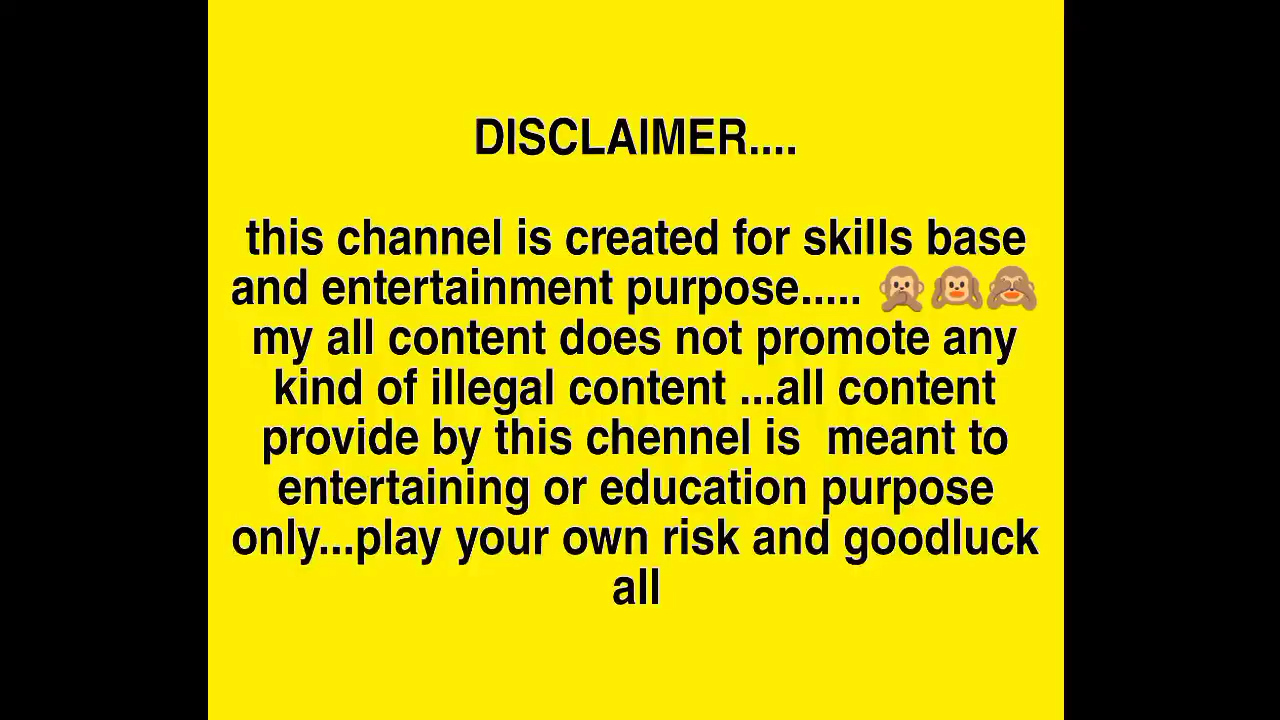 DISCLAIMER....
this channel is created for skills base
and entertainment purpose..... 🙊🙉🙈
my all content does not promote any
kind of illegal content ...all content
provide by this chennel is  meant to
entertaining or education purpose
only...play your own risk and goodluck
all